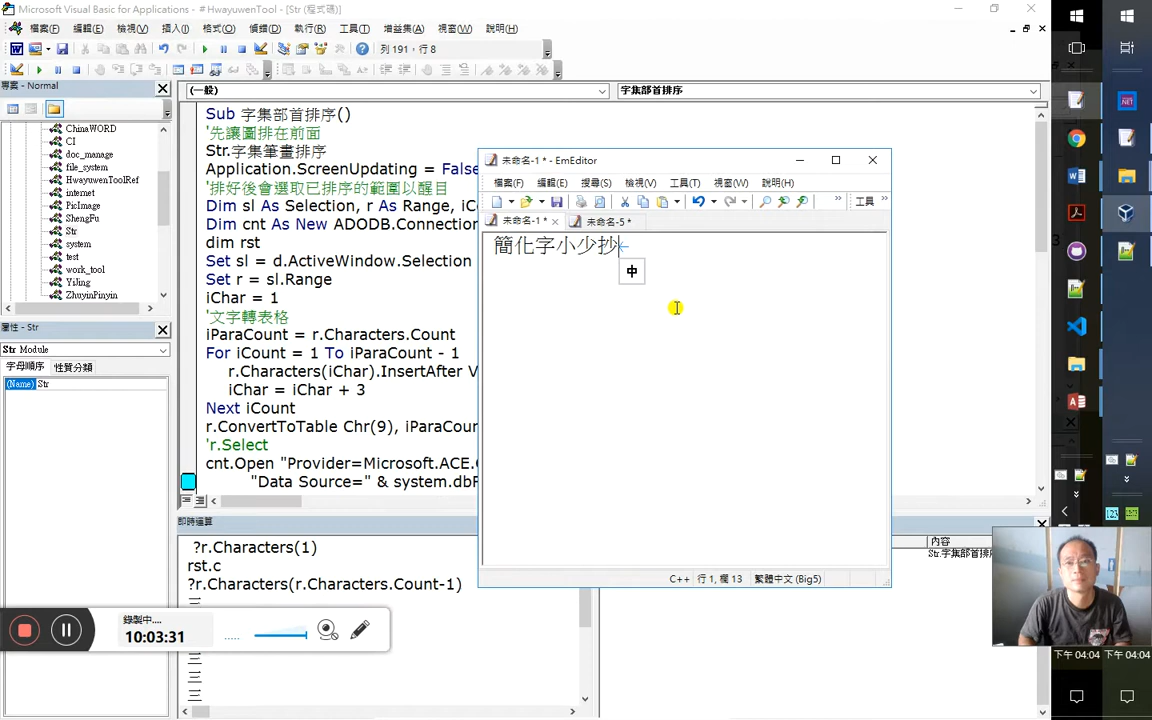 Microsoft Visual Basic for Applications - #HwayuwenTool - [Str (程式碼)]
檔案(F) 編輯(E) 檢視(V) 插入(I) 格式(O) 偵錯(D) 執行(R) 工具(T) 增益集(A) 視窗(W) 說明(H)
列 191，行 8
專案 - Normal
ChinaWORD
CI
doc_manage
file_system
HwayuwenToolRef
internet
PicImage
ShengFu
Str
system
test
work_tool
YiJing
ZhuyinPinyin
屬性 - Str
Str Module
字母順序 性質分類
(Name) Str
(一般)
字集部首排序
Sub 字集部首排序()
'先讓圖排在前面
Str.字集筆畫排序
Application.ScreenUpdating = False
'排好後會選取已排序的範圍以醒目
Dim sl As Selection, r As Range, iC
Dim cnt As New ADODB.Connection
dim rst
Set sl = d.ActiveWindow.Selection
Set r = sl.Range
iChar = 1
'文字轉表格
iParaCount = r.Characters.Count
For iCount = 1 To iParaCount - 1
r.Characters(iChar).InsertAfter V
iChar = iChar + 3
Next iCount
r.ConvertToTable Chr(9), iParaCou
'r.Select
cnt.Open "Provider=Microsoft.ACE.
"Data Source=" & system.dbF
即時運算
?r.Characters(1)
rst.c
?r.Characters(r.Characters.Count-1)
三
三
三
三
內容
Str.字集部首排
未命名-1 * - EmEditor
檔案(F) 編輯(E) 搜尋(S) 檢視(V) 工具(T) 視窗(W) 說明(H)
工具
未命名-1 * 未命名-5 *
簡化字小少抄
中
C++ 行 1, 欄 13 繁體中文 (Big5)
錄製中....
10:03:31
.NET
下午 04:04 下午 04:04